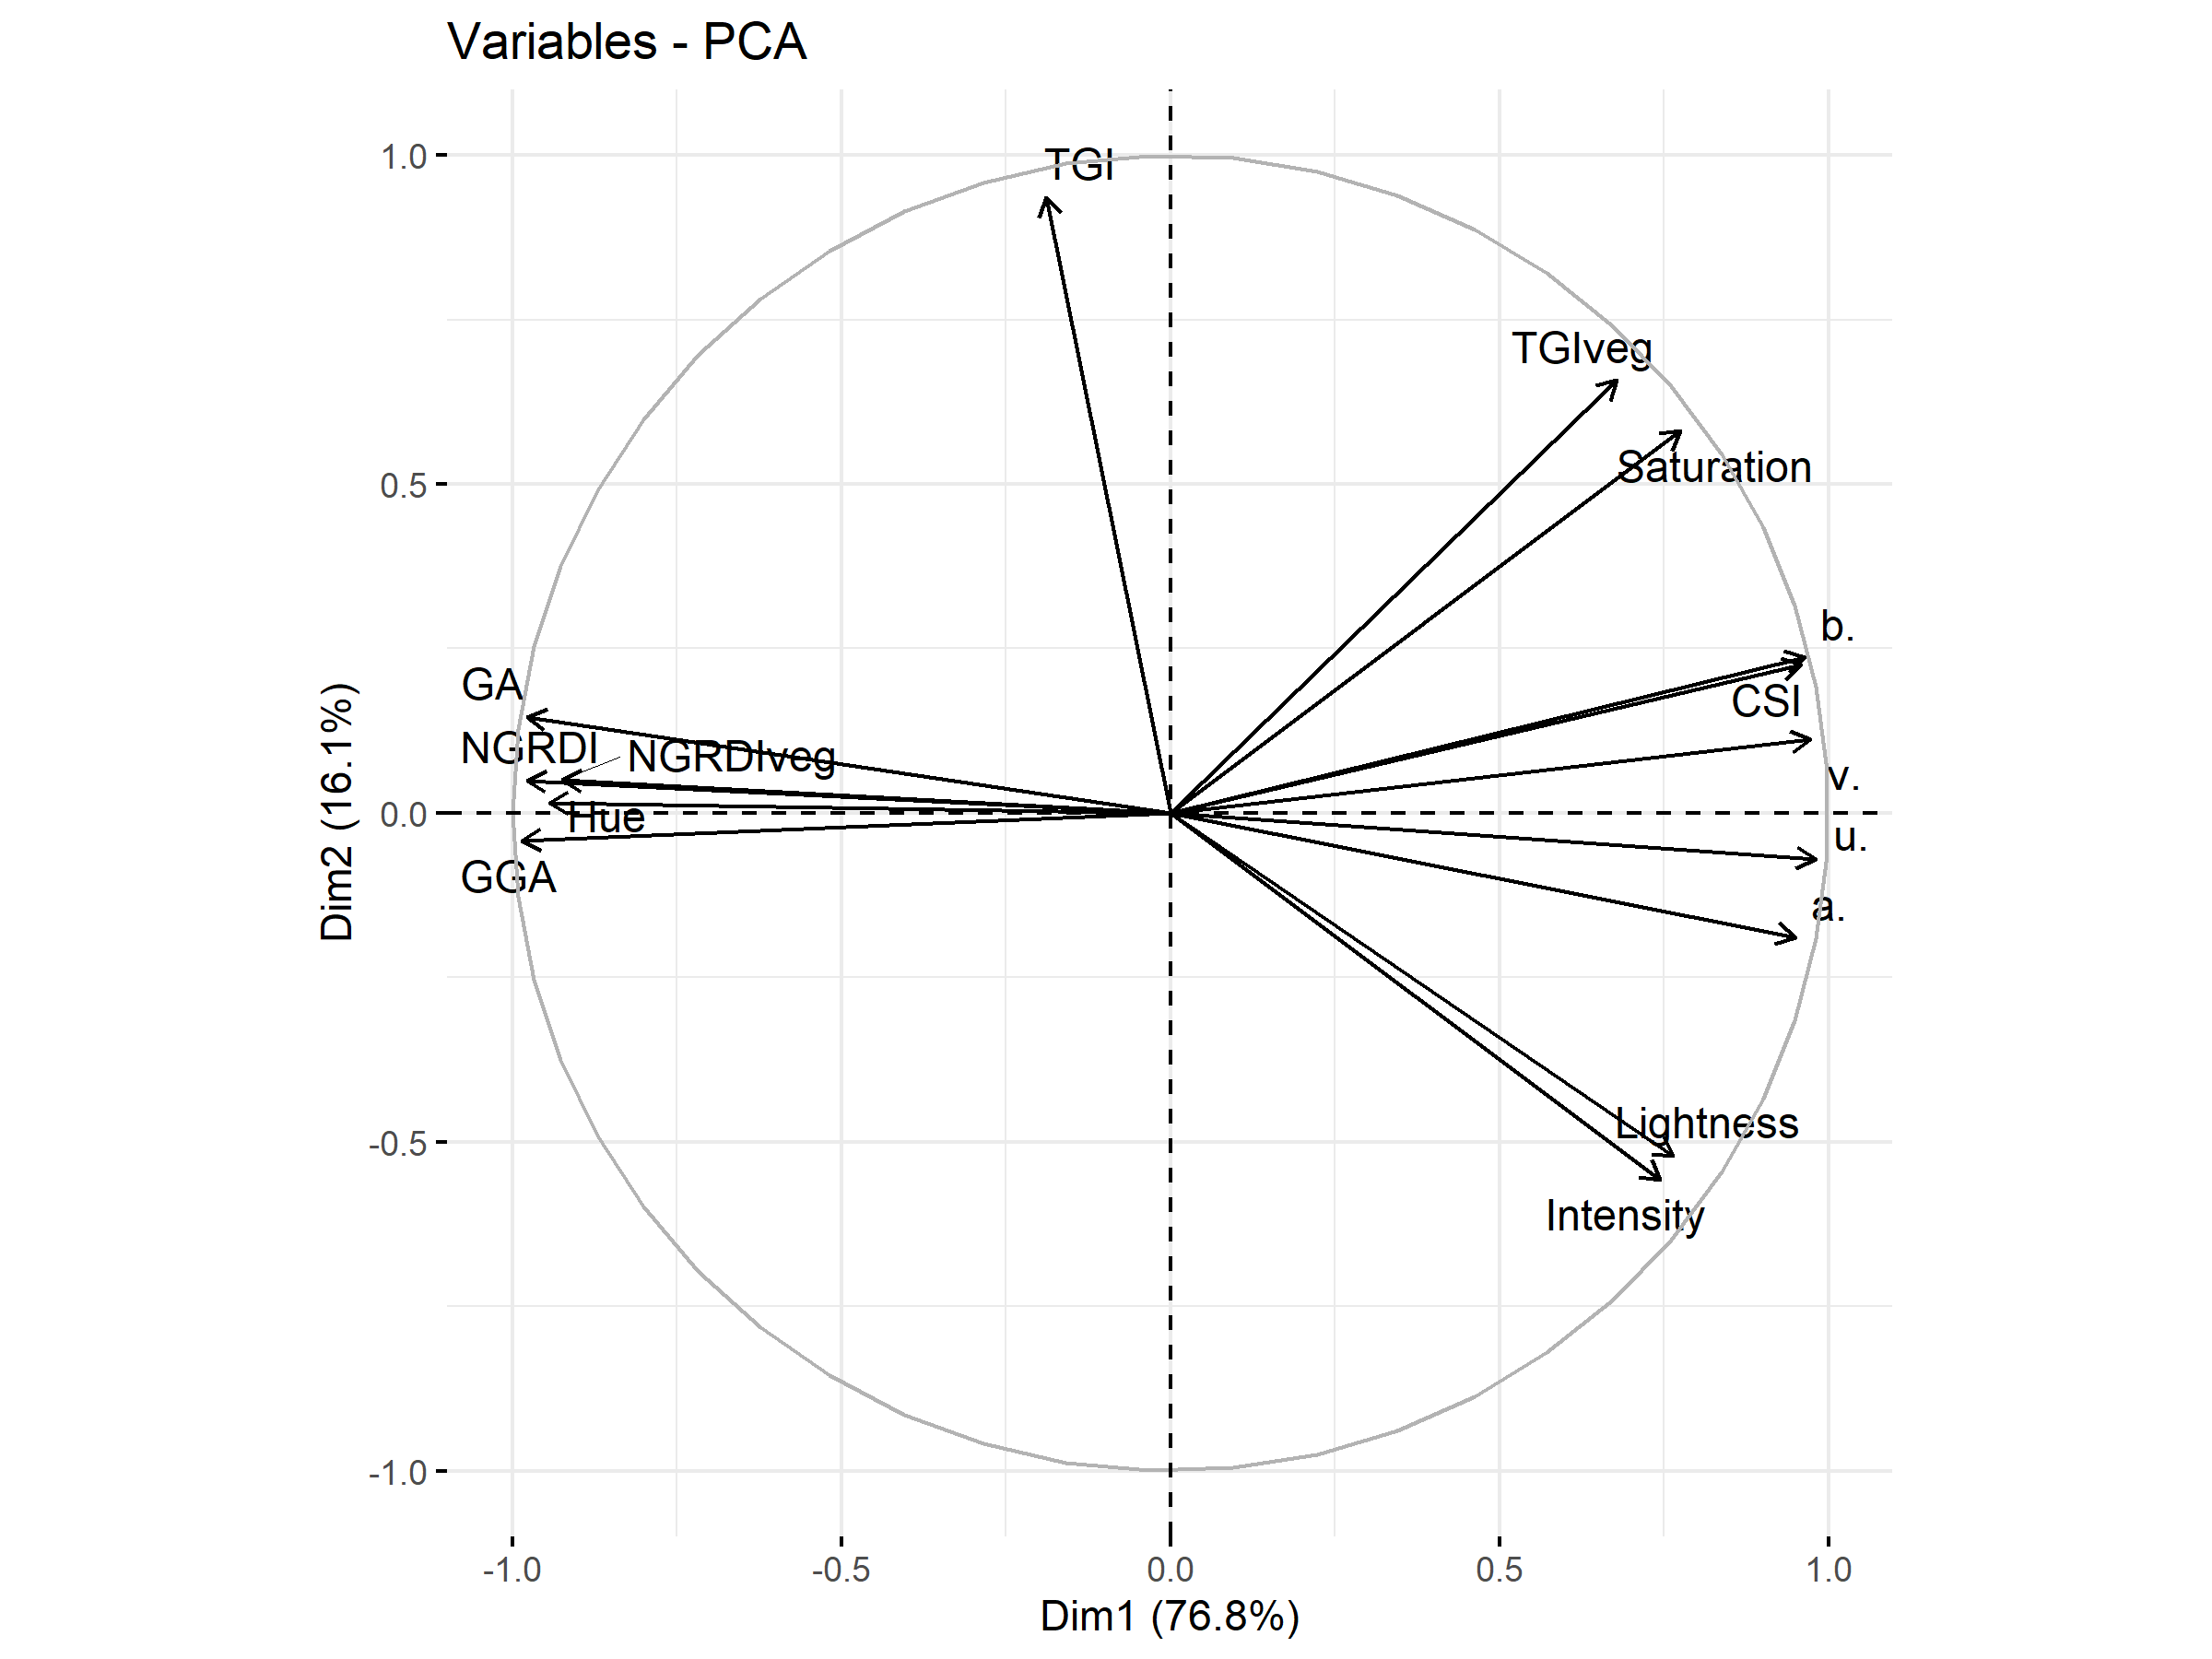 Variables - PCA
1.0
TGI
TGIveg
0.5
Saturation
b.
GA
CSI
NGRDI
NGRDIveg
v.
0.0
Hue
u.
GGA
a.
Dim2 (16.1%)
Lightness
-0.5
Intensity
-1.0
-1.0
-0.5
0.0
0.5
1.0
Dim1 (76.8%)